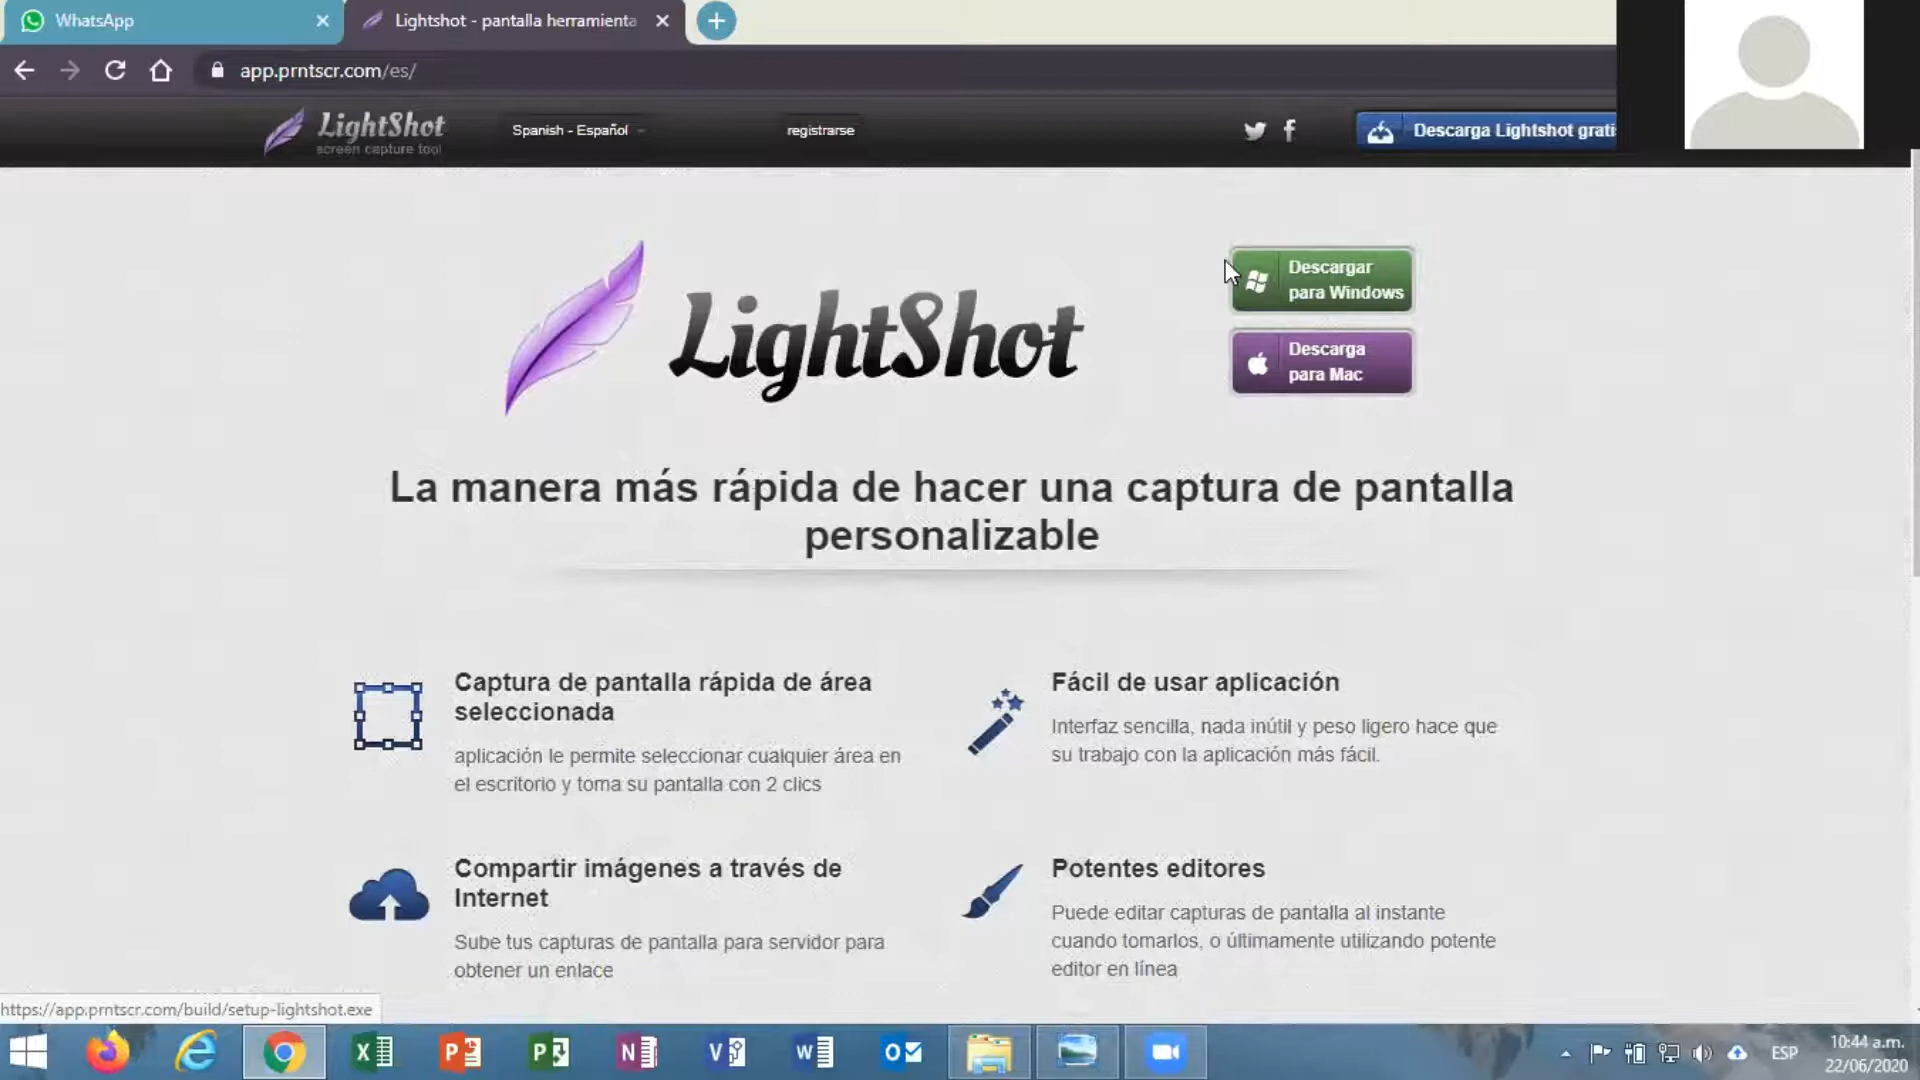 WhatsApp
Lightshot - pantalla herramienta
app.prntscr.com/es/
LightShot
screen capture tool
Spanish - Español
registrarse
Descarga Lightshot grati
LightShot
Descargar
para Windows
Descarga
para Mac
La manera más rápida de hacer una captura de pantalla
personalizable
Captura de pantalla rápida de área
seleccionada
aplicación le permite seleccionar cualquier área en
el escritorio y toma su pantalla con 2 clics
Fácil de usar aplicación
Interfaz sencilla, nada inútil y peso ligero hace que
su trabajo con la aplicación más fácil.
Compartir imágenes a través de
Internet
Sube tus capturas de pantalla para servidor para
obtener un enlace
Potentes editores
Puede editar capturas de pantalla al instante
cuando tomarlos, o últimamente utilizando potente
editor en línea
https://app.prntscr.com/build/setup-lightshot.exe
ESP
10:44 a.m.
22/06/2020